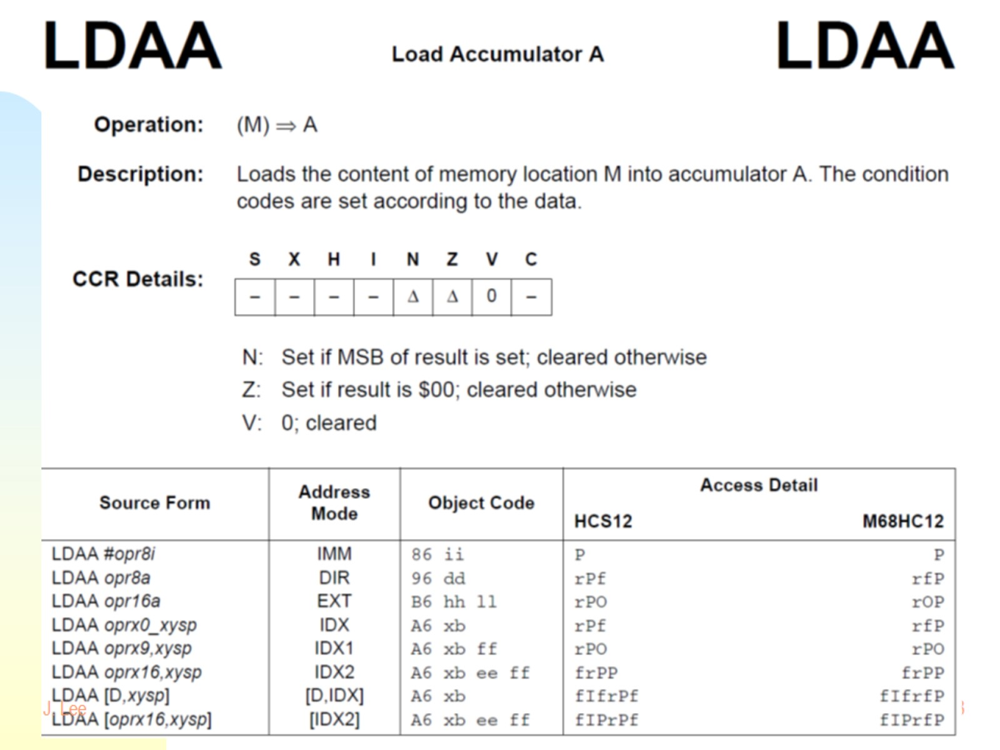 LDAA Load Accumulator A LDAA
Operation: (M) ⇒ A
Description: Loads the content of memory location M into accumulator A. The condition
codes are set according to the data.
S X H I N Z V C
CCR Details: – – – – Δ Δ 0 –
N: Set if MSB of result is set; cleared otherwise
Z: Set if result is $00; cleared otherwise
V: 0; cleared
Source Form Address Mode Object Code Access Detail
HCS12 M68HC12
LDAA #opr8i IMM 86 ii P P
LDAA opr8a DIR 96 dd rPf rfP
LDAA opr16a EXT B6 hh ll rPO rOP
LDAA oprx0_xysp IDX A6 xb rPf rfP
LDAA oprx9,xysp IDX1 A6 xb ff rPO rPO
LDAA oprx16,xysp IDX2 A6 xb ee ff frPP frPP
LDAA [D,xysp] [D,IDX] A6 xb fIfrPf fIfrfP
J. Lee
LDAA [oprx16,xysp] [IDX2] A6 xb ee ff fIPrPf fIPrfP